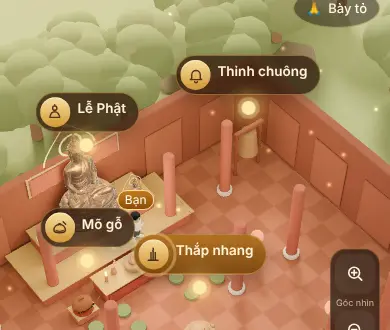 🙏 Bày tỏ
Thỉnh chuông
Lễ Phật
Bạn
Mõ gỗ
Thắp nhang
Góc nhìn